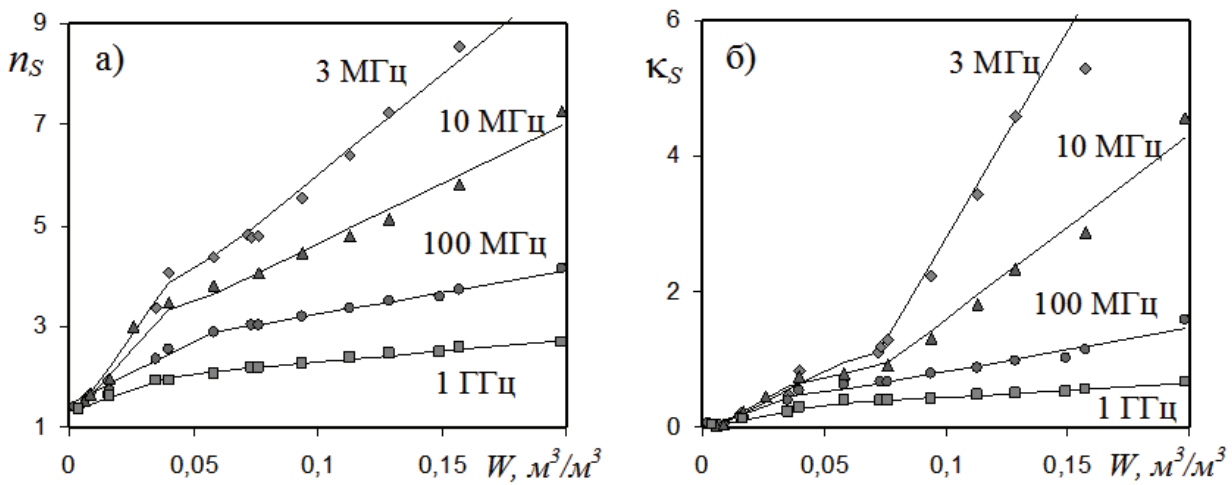 9
7
5
3
1
n_S
а)
3 МГц
10 МГц
100 МГц
1 ГГц
0
0,05
0,1
0,15
W, м³/м³
6
4
2
0
κ_S
б)
3 МГц
10 МГц
100 МГц
1 ГГц
0
0,05
0,1
0,15
W, м³/м³